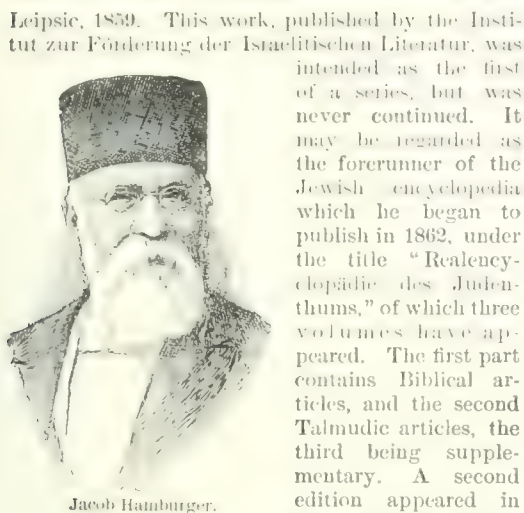 Leipsic, 1859. This work, published by the Insti-
tut zur Förderung der Israelitischen Literatur, was
intended as the first
of a series, but was
never continued. It
may be regarded as
the forerunner of the
Jewish encyclopedia
which he began to
publish in 1862, under
the title "Realency-
clopädie des Juden-
thums," of which three
volumes have ap-
peared. The first part
contains Biblical ar-
ticles, and the second
Talmudic articles, the
third being supple-
mentary. A second
edition appeared in
Jacob Hamburger.